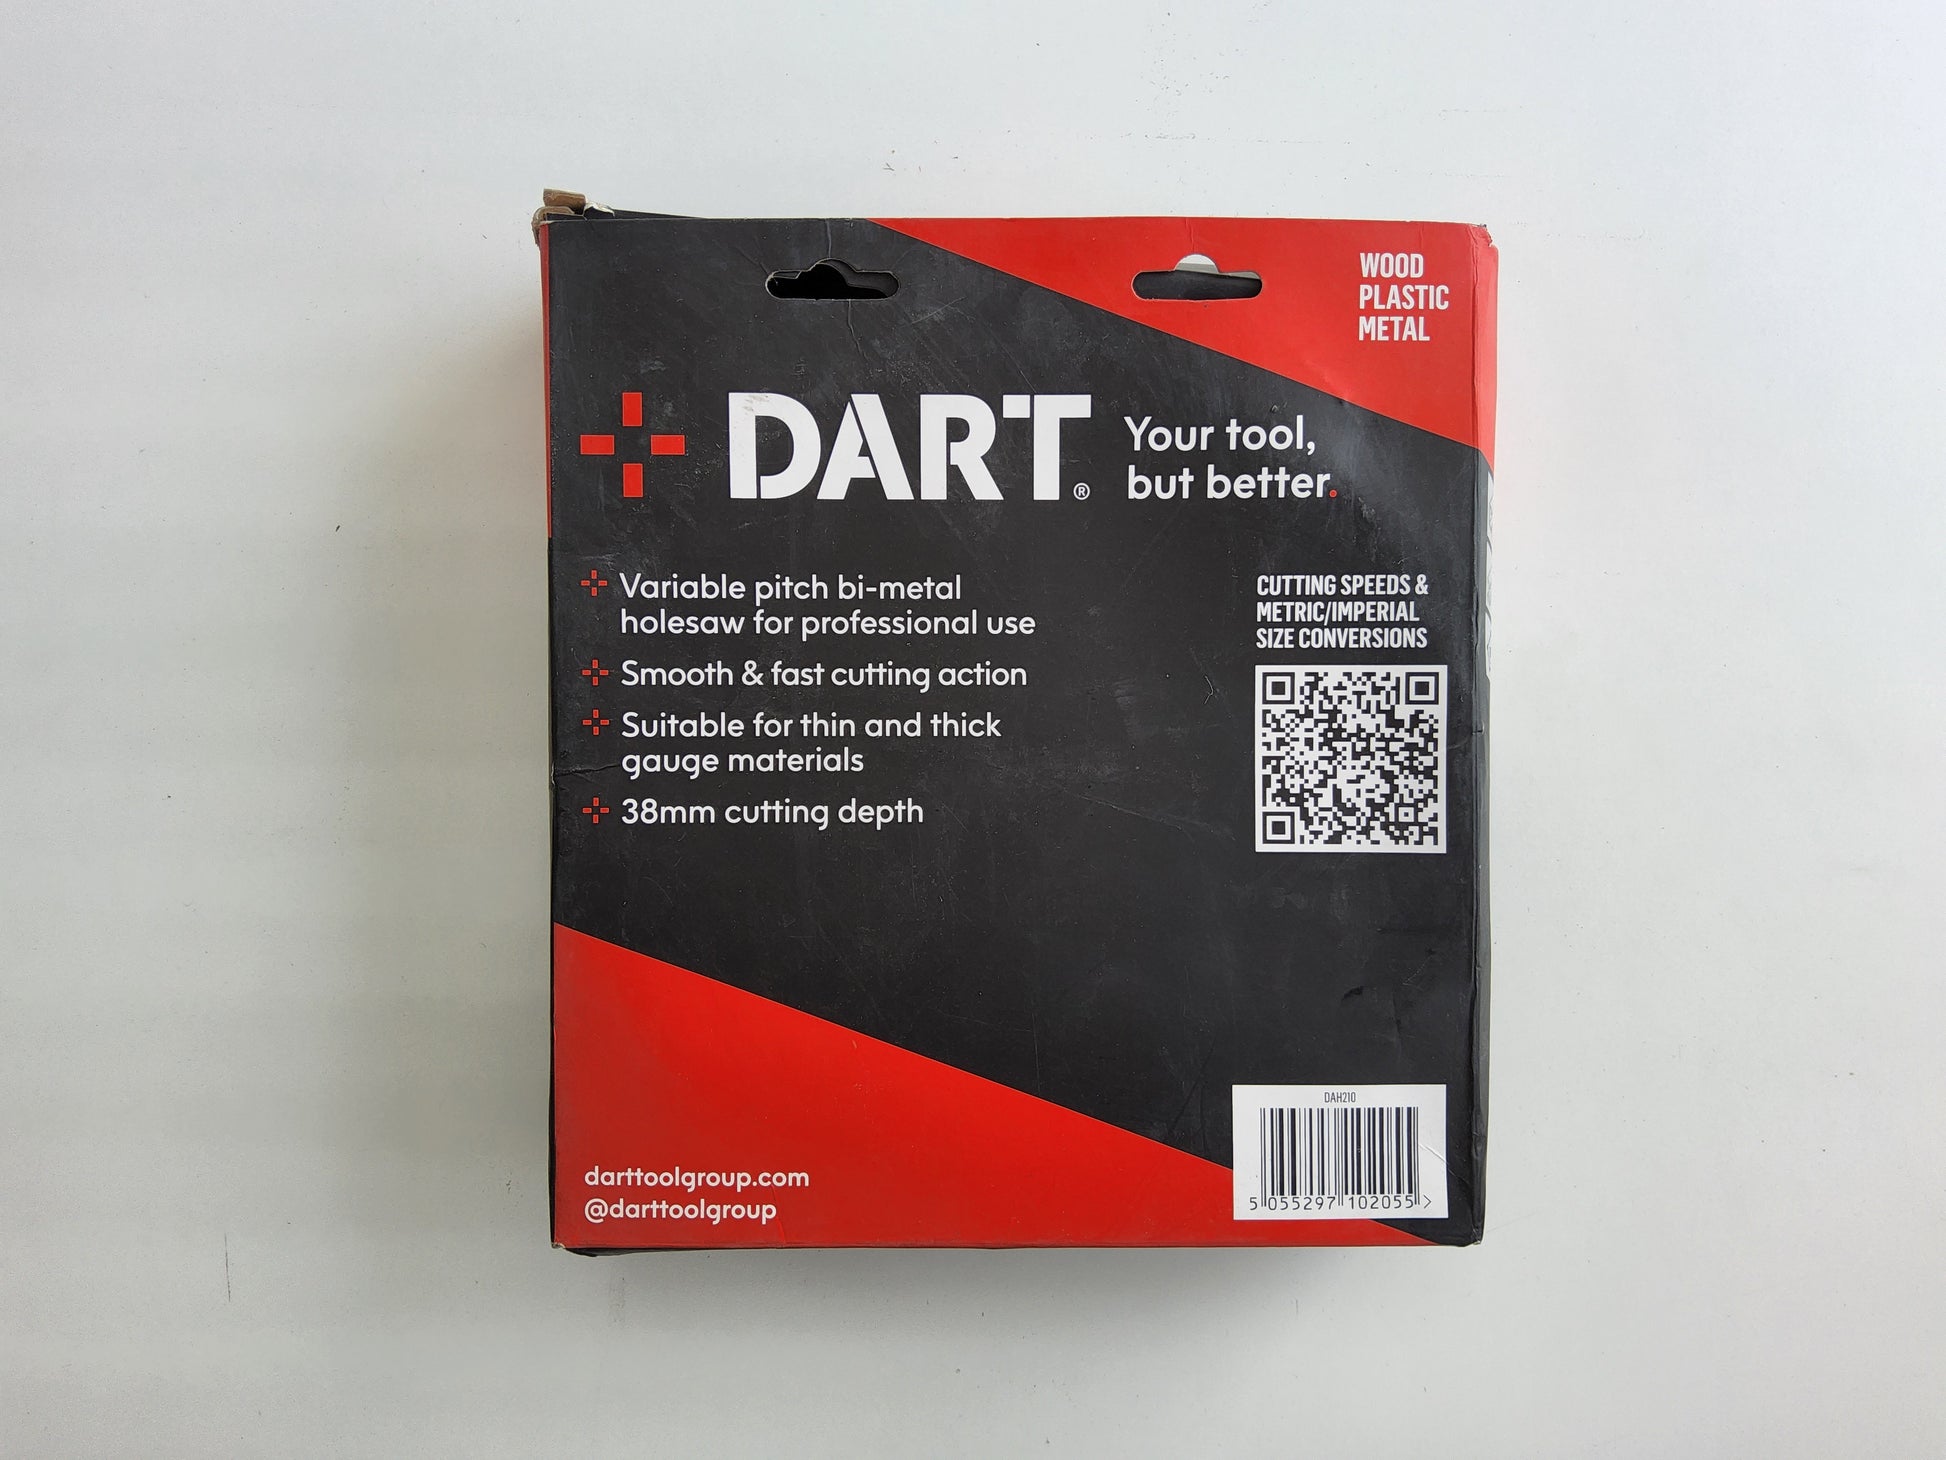 WOOD
PLASTIC
METAL
DART®
Your tool,
but better.
Variable pitch bi-metal
holesaw for professional use
Smooth & fast cutting action
Suitable for thin and thick
gauge materials
38mm cutting depth
CUTTING SPEEDS &
METRIC/IMPERIAL
SIZE CONVERSIONS
DAH210
5 055297 102055 >
darttoolgroup.com
@darttoolgroup